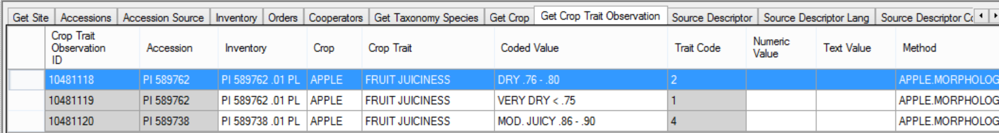 Get Site Accessions Accession Source Inventory Orders Cooperators Get Taxonomy Species Get Crop Get Crop Trait Observation Source Descriptor Source Descriptor Lang Source Descriptor Co
Crop Trait Observation ID Accession Inventory Crop Crop Trait Coded Value Trait Code Numeric Value Text Value Method
10481118 PI 589762 PI 589762 .01 PL APPLE FRUIT JUICINESS DRY .76 - .80 2 APPLE.MORPHOLOG
10481119 PI 589762 PI 589762 .01 PL APPLE FRUIT JUICINESS VERY DRY < .75 1 APPLE.MORPHOLOG
10481120 PI 589738 PI 589738 .01 PL APPLE FRUIT JUICINESS MOD. JUICY .86 - .90 4 APPLE.MORPHOLOG